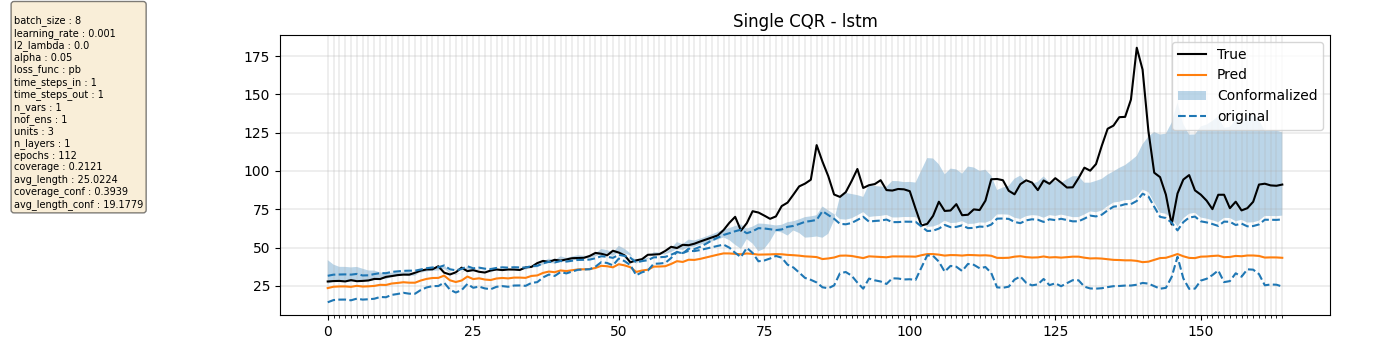 batch_size : 8
learning_rate : 0.001
l2_lambda : 0.0
alpha : 0.05
loss_func : pb
time_steps_in : 1
time_steps_out : 1
n_vars : 1
nof_ens : 1
units : 3
n_layers : 1
epochs : 112
coverage : 0.2121
avg_length : 25.0224
coverage_conf : 0.3939
avg_length_conf : 19.1779
Single CQR - lstm
True
Pred
Conformalized
original
175
150
125
100
75
50
25
0 25 50 75 100 125 150